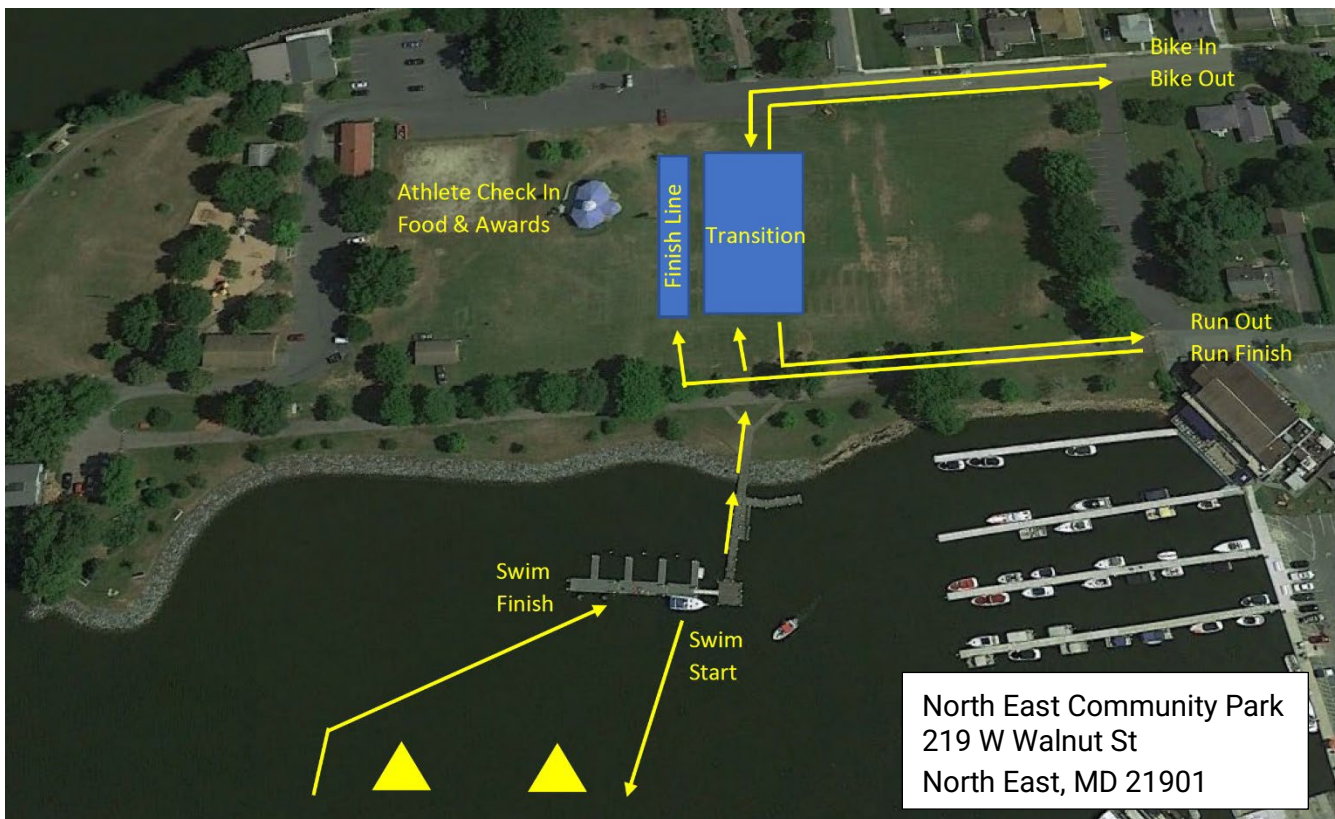 Bike In
Bike Out
Athlete Check In
Food & Awards
Finish Line
Transition
Run Out
Run Finish
Swim
Finish
Swim
Start
North East Community Park
219 W Walnut St
North East, MD 21901